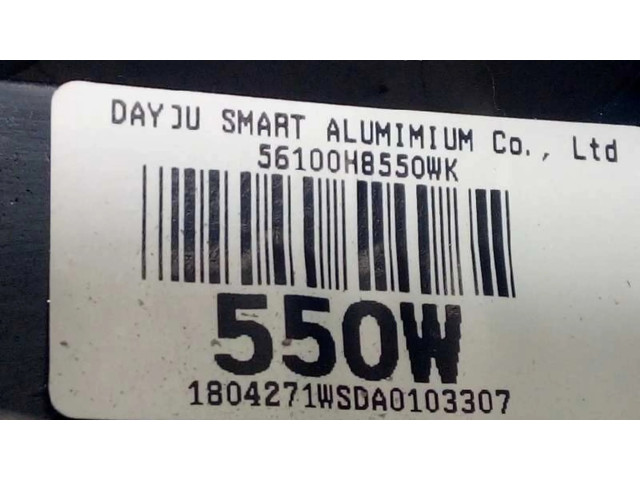 DAYJU SMART ALUMIMIUM Co., Ltd
56100H8550WK
550W
1804271WSDA0103307